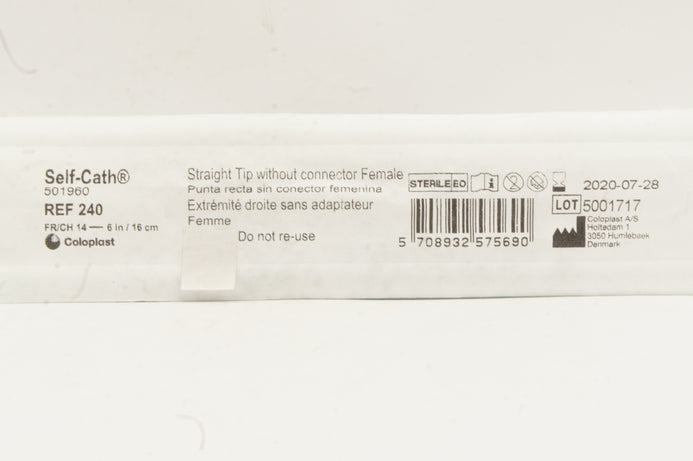 Self-Cath®
501960
REF 240
FR/CH 14 — 6 in / 16 cm
Coloplast
Straight Tip without connector Female
Punta recta sin conector femenina
Extrémité droite sans adaptateur
Femme
Do not re-use
STERILE EO
5 708932 575690
2020-07-28
LOT 5001717
Coloplast A/S
Holtedam 1
3050 Humlebaek
Denmark